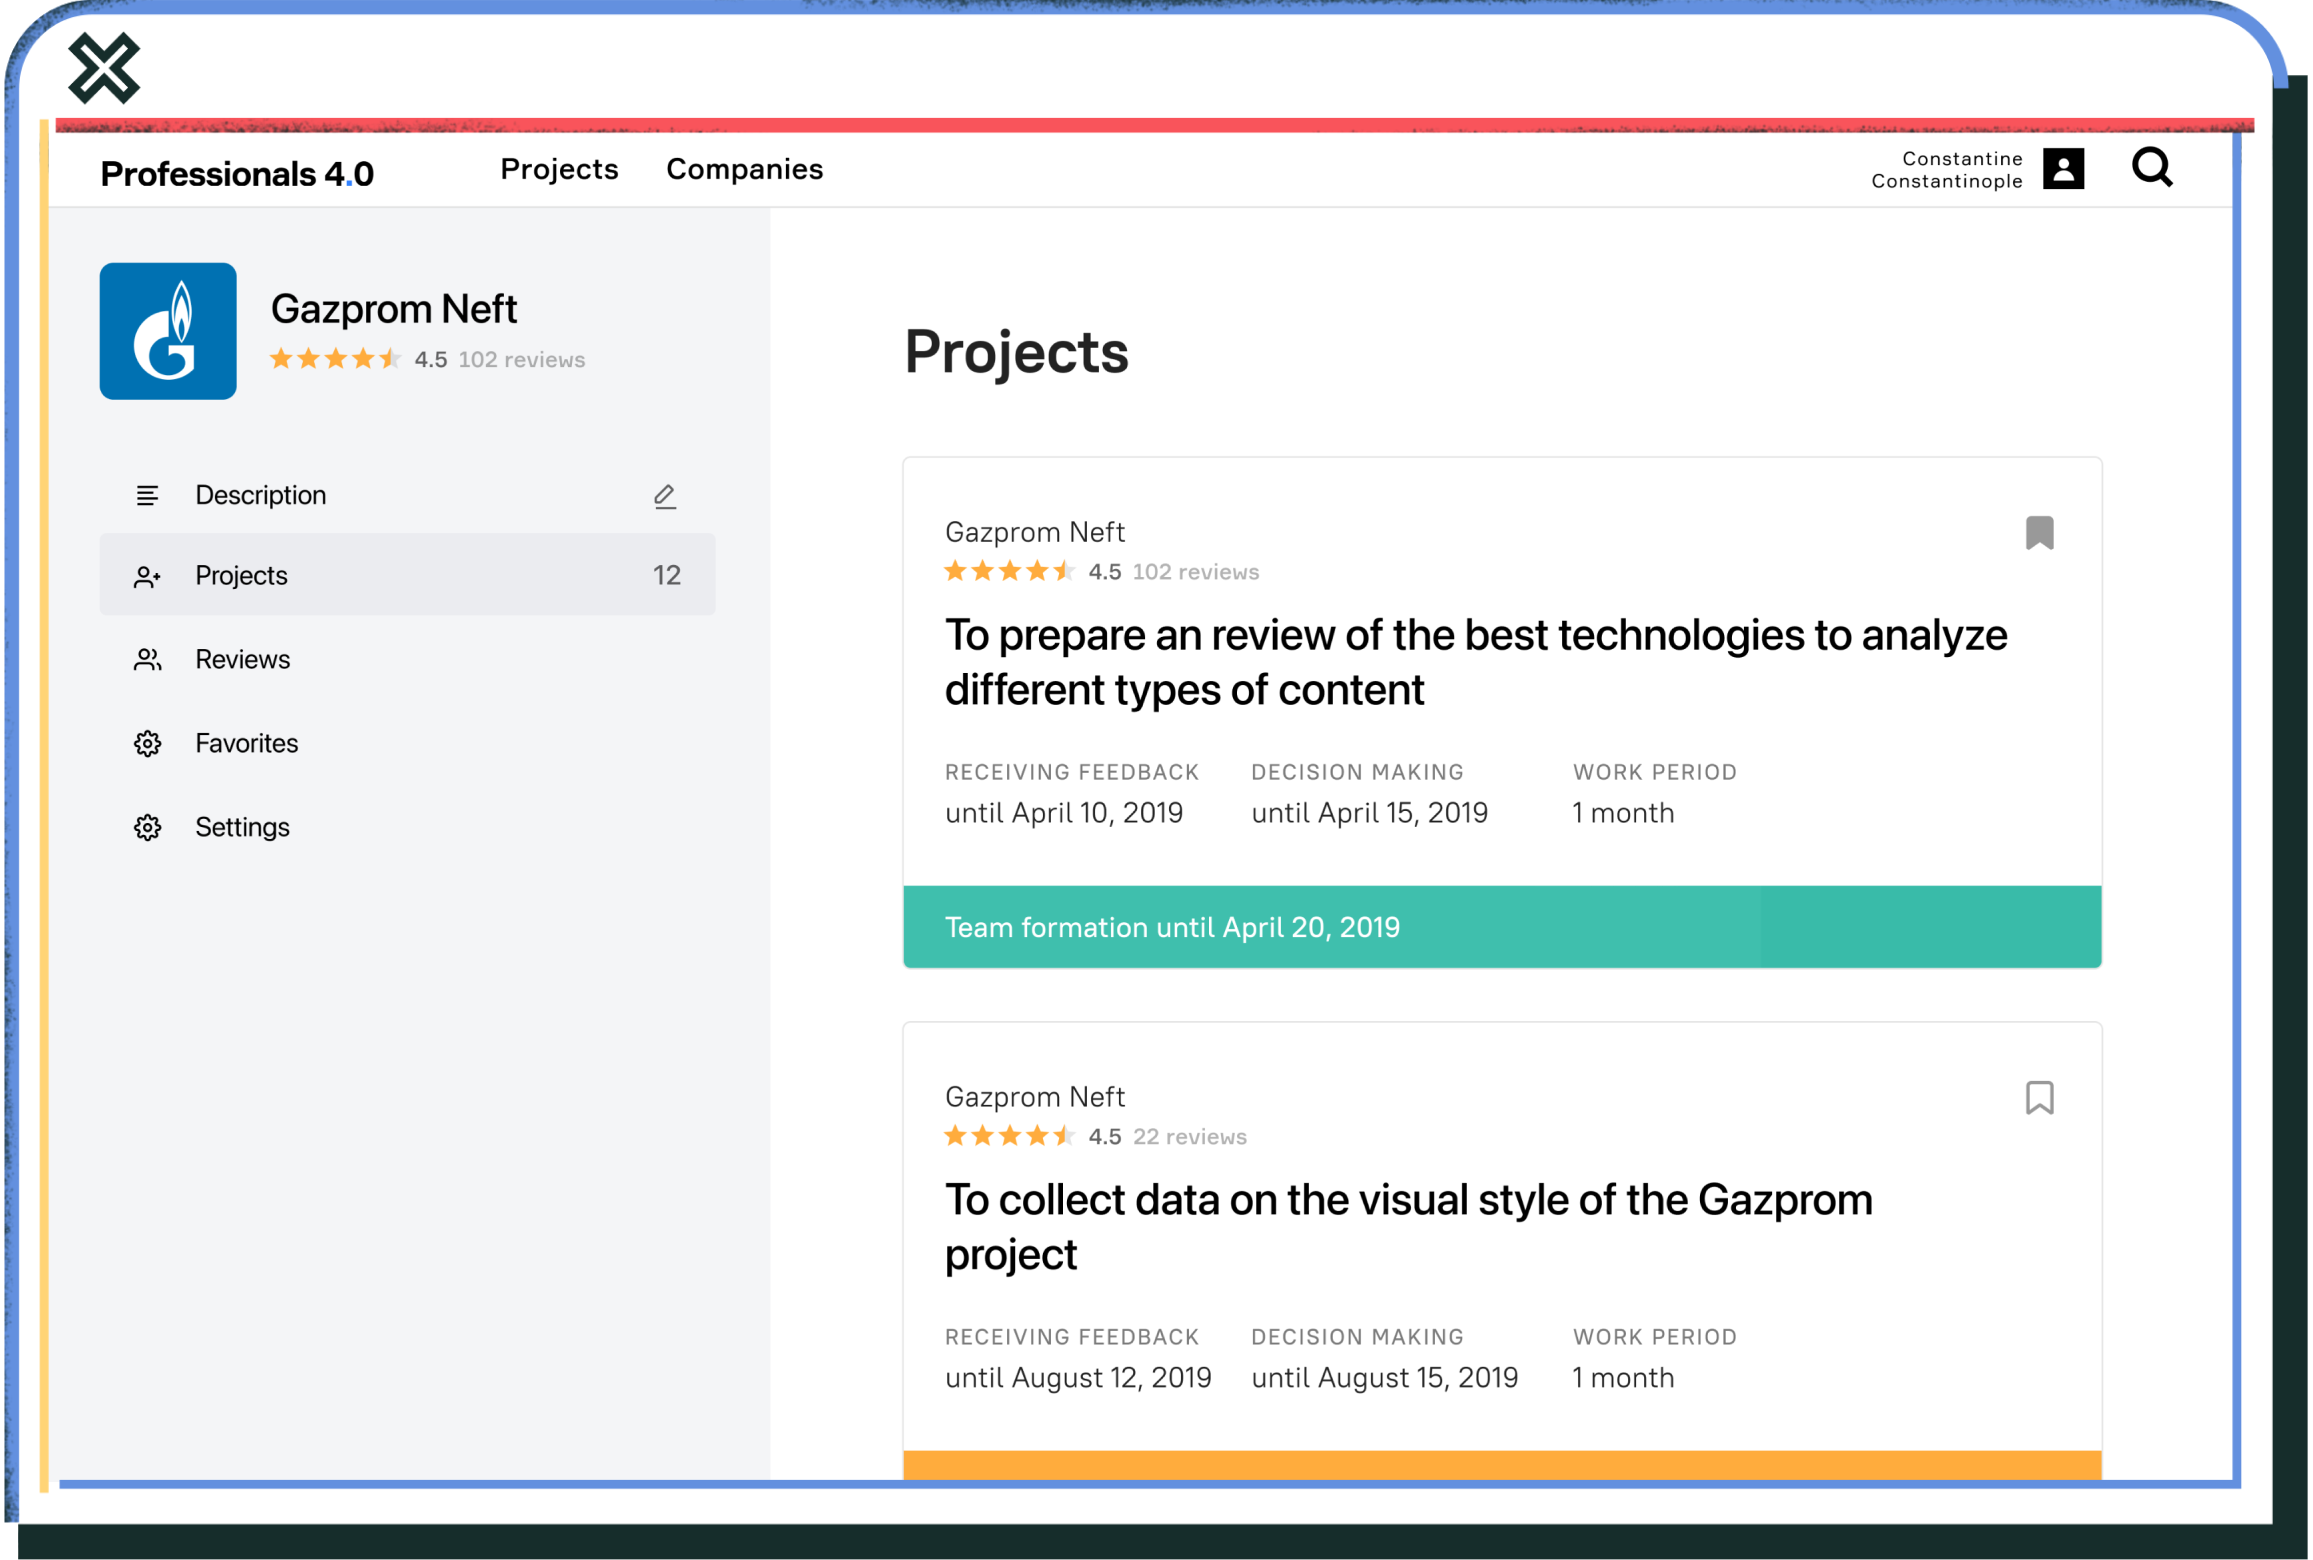 Professionals 4.0
Projects
Companies
Constantine
Constantinople
Gazprom Neft
4.5 102 reviews
Description
Projects 12
Reviews
Favorites
Settings
Projects
Gazprom Neft
4.5 102 reviews
To prepare an review of the best technologies to analyze
different types of content
RECEIVING FEEDBACK DECISION MAKING WORK PERIOD
until April 10, 2019 until April 15, 2019 1 month
Team formation until April 20, 2019
Gazprom Neft
4.5 22 reviews
To collect data on the visual style of the Gazprom
project
RECEIVING FEEDBACK DECISION MAKING WORK PERIOD
until August 12, 2019 until August 15, 2019 1 month